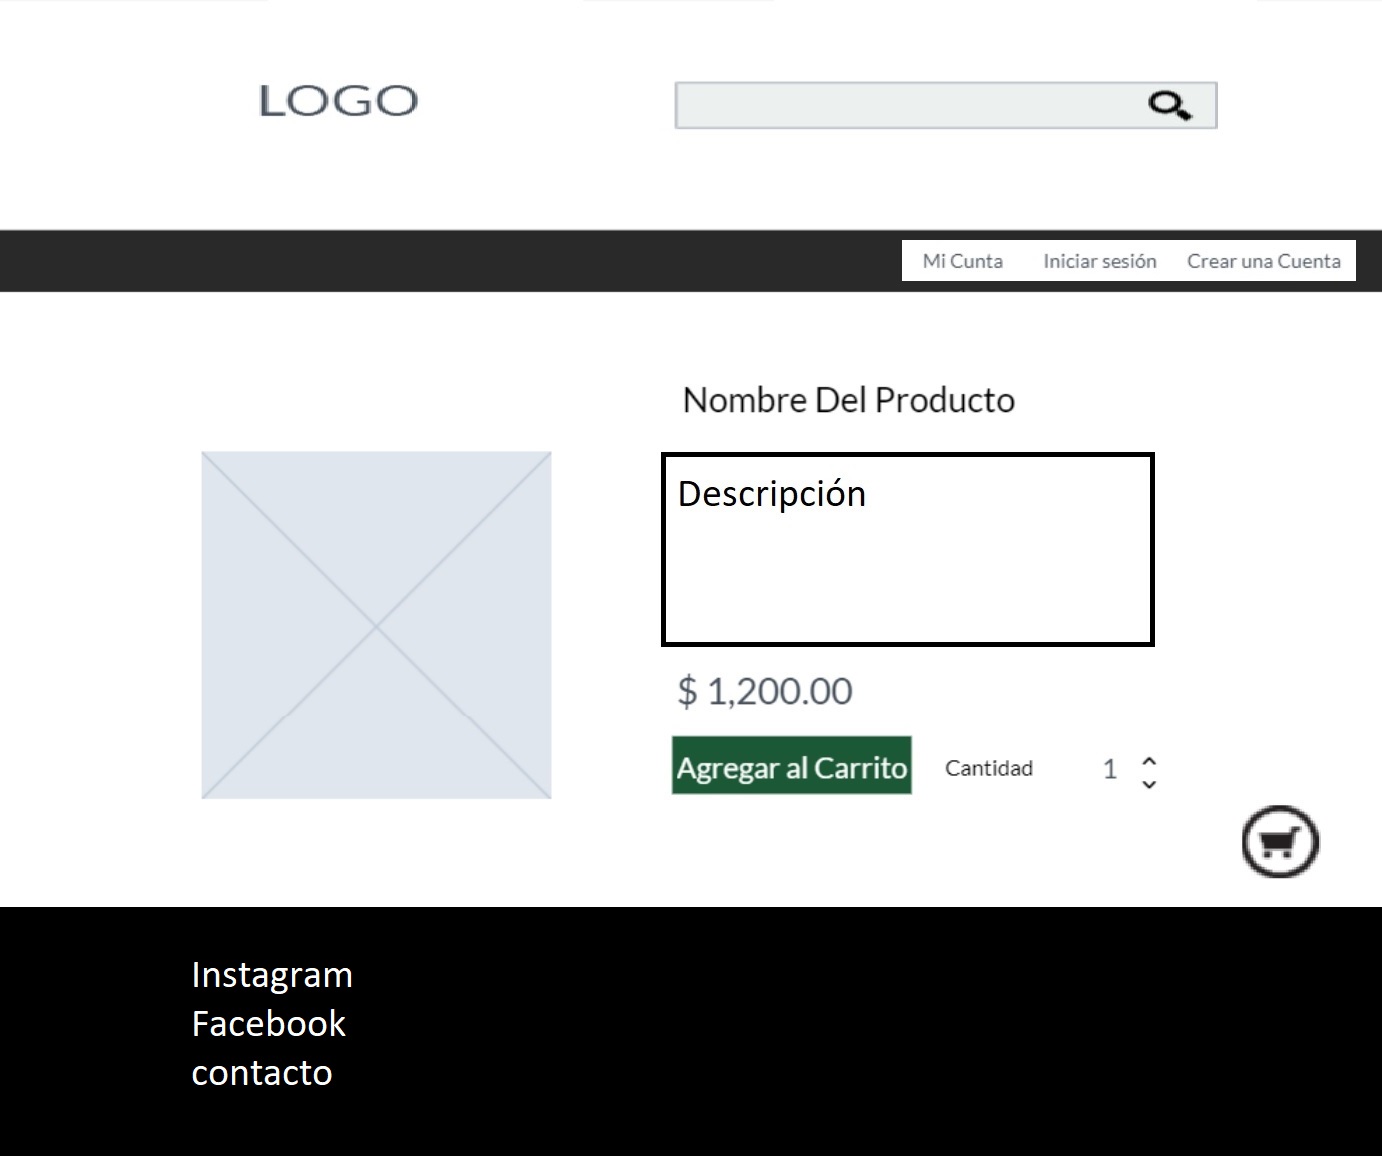 LOGO
Mi Cunta Iniciar sesión Crear una Cuenta
Nombre Del Producto
Descripción
$ 1,200.00
Agregar al Carrito Cantidad 1
Instagram
Facebook
contacto